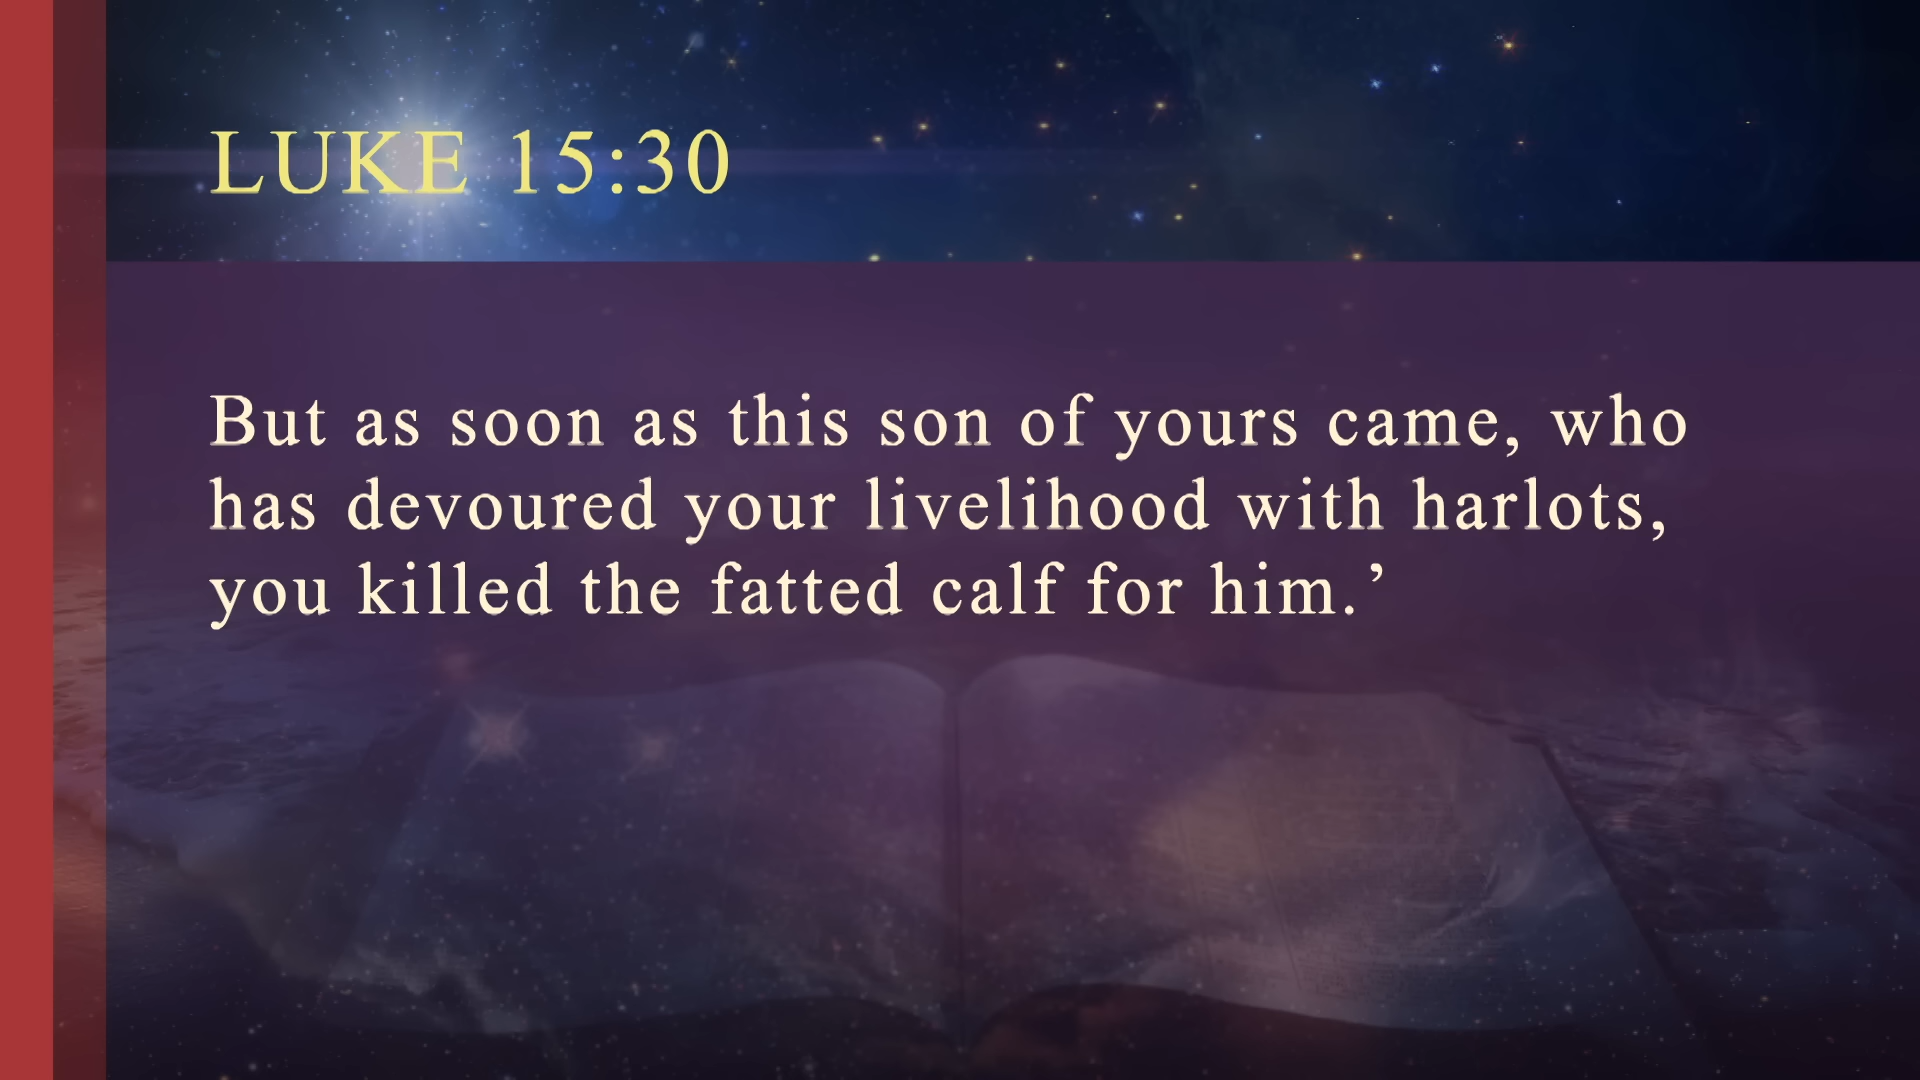 LUKE 15:30
But as soon as this son of yours came, who
has devoured your livelihood with harlots,
you killed the fatted calf for him.’